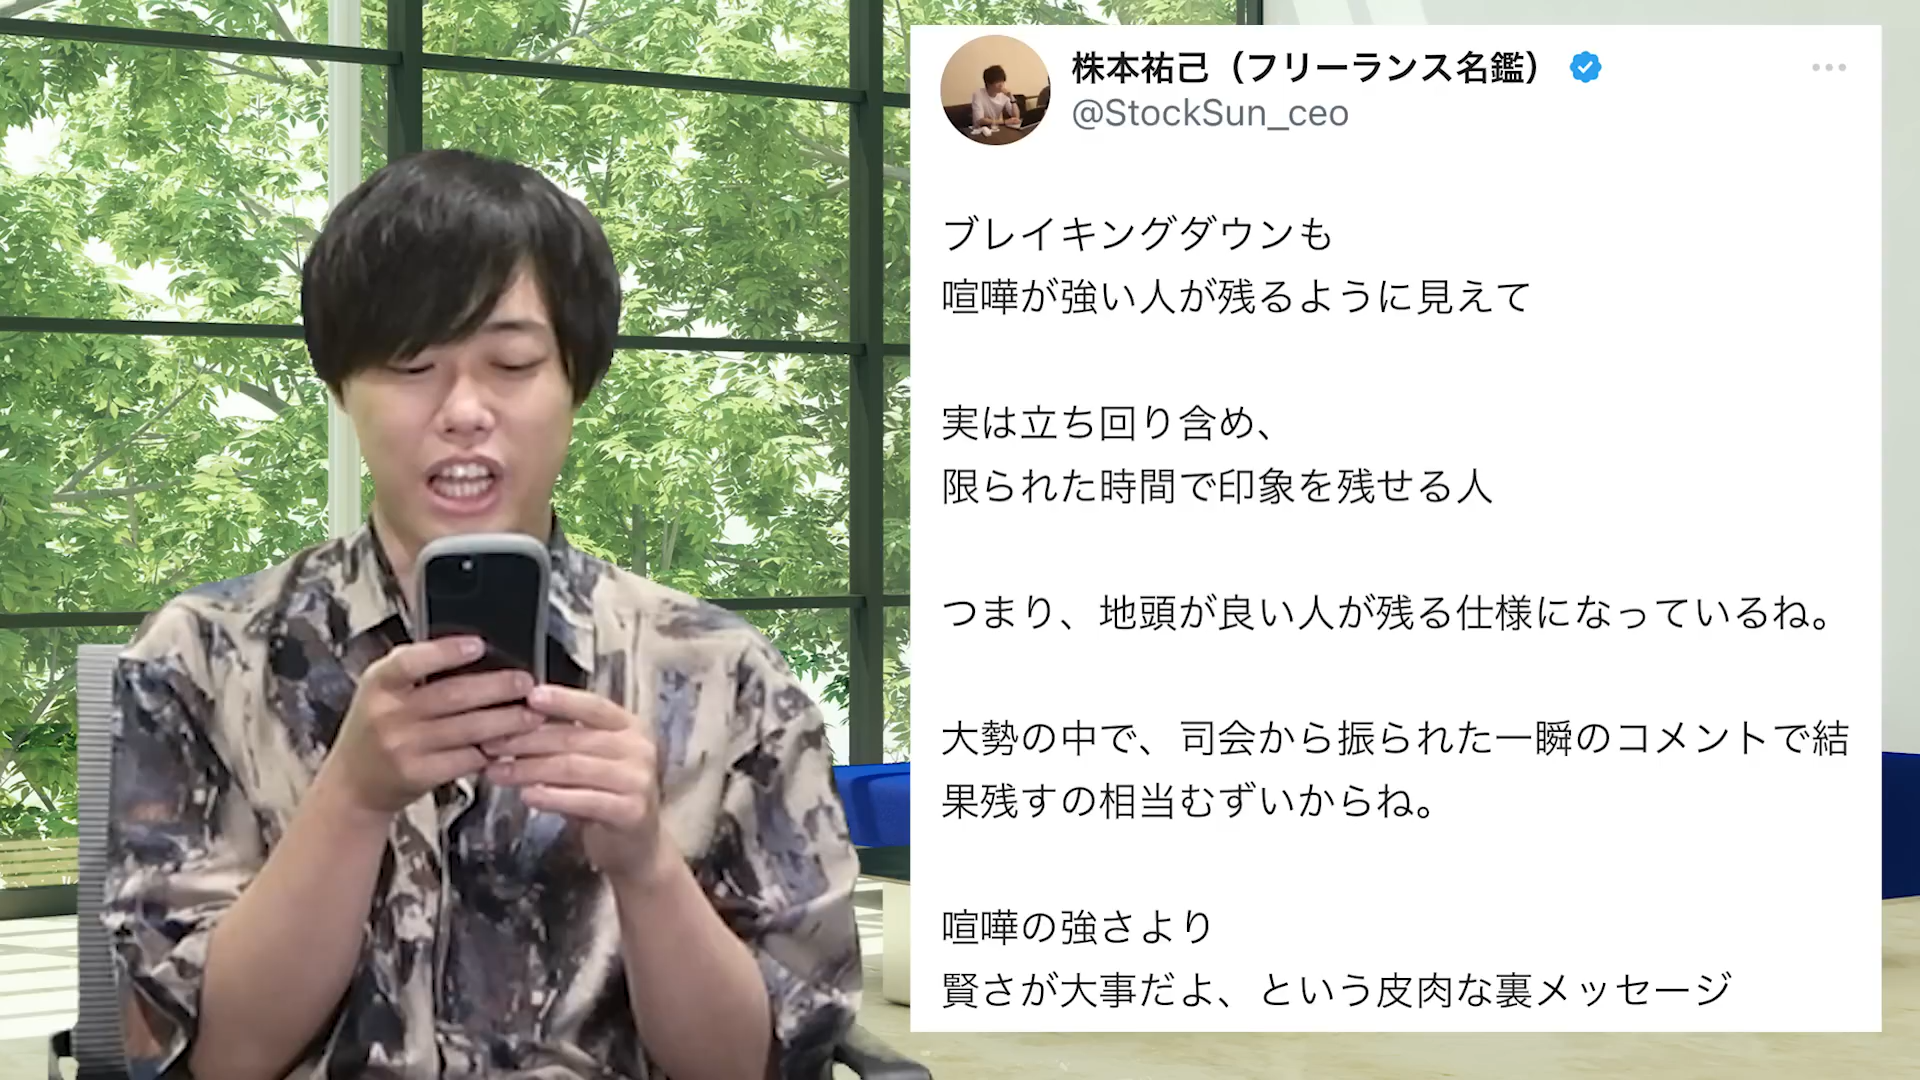 株本祐己（フリーランス名鑑）
@StockSun_ceo
ブレイキングダウンも
喧嘩が強い人が残るように見えて
実は立ち回り含め、
限られた時間で印象を残せる人
つまり、地頭が良い人が残る仕様になっているね。
大勢の中で、司会から振られた一瞬のコメントで結
果残すの相当むずいからね。
喧嘩の強さより
賢さが大事だよ、という皮肉な裏メッセージ